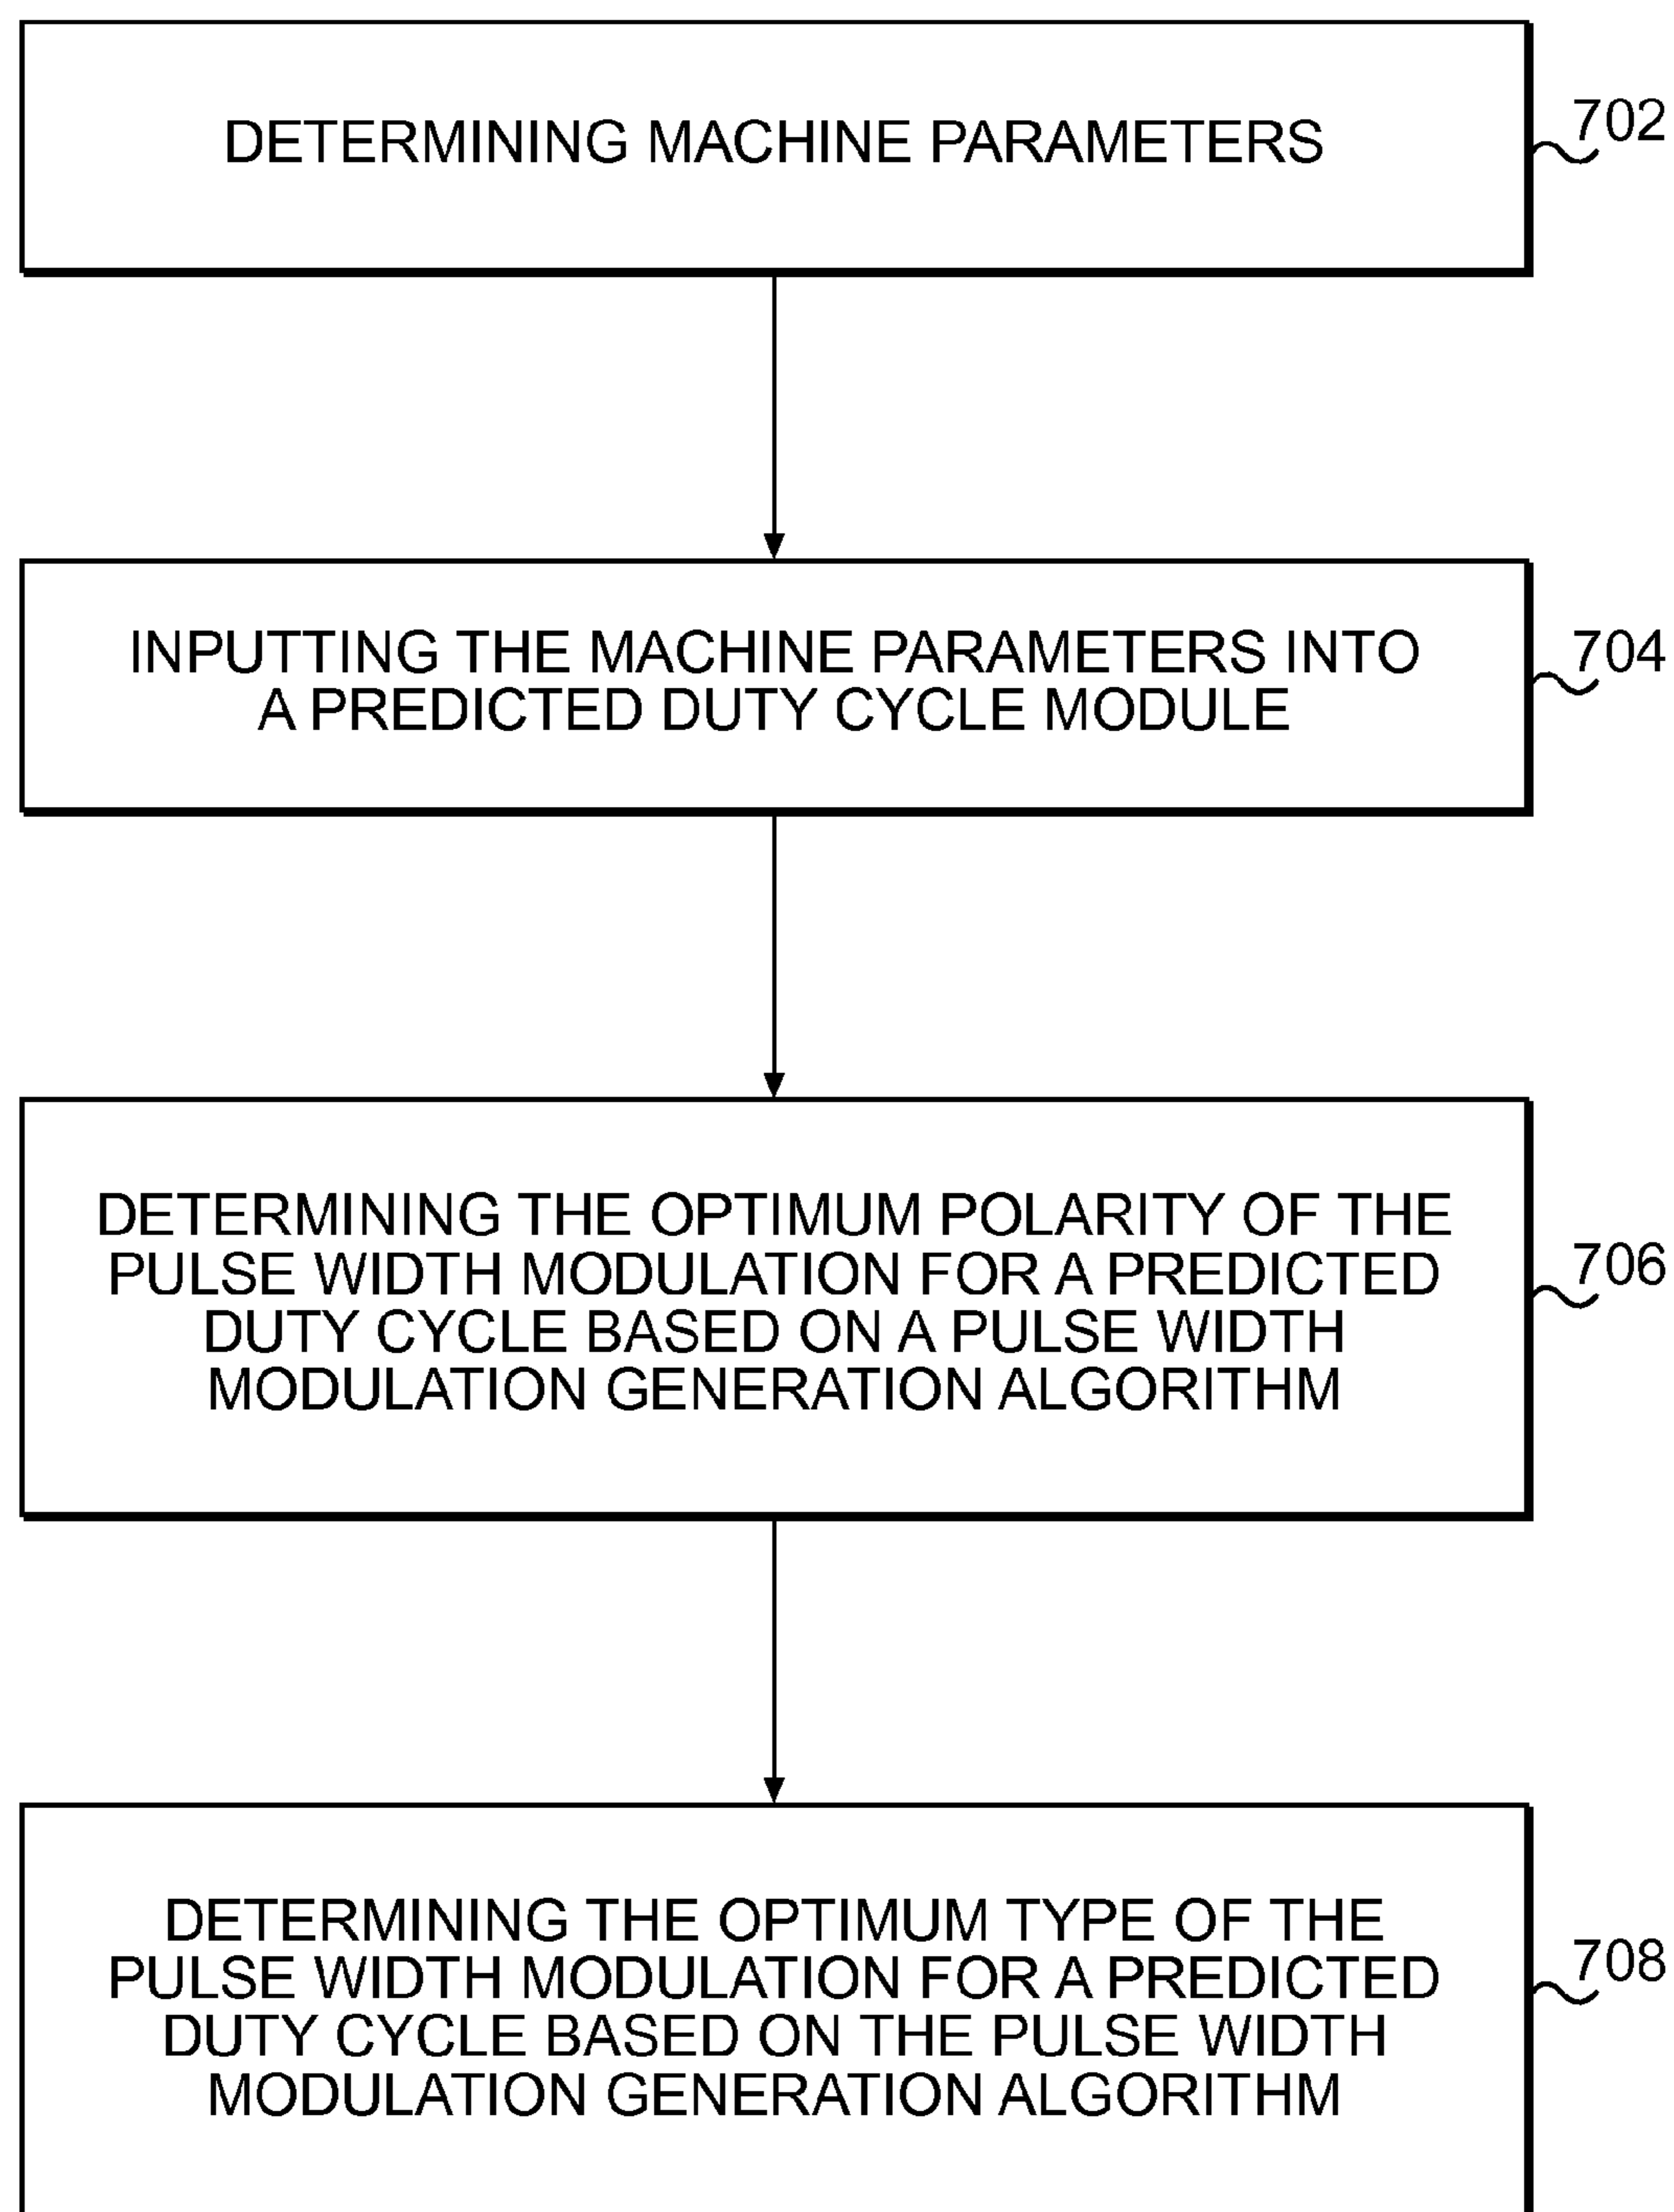 DETERMINING MACHINE PARAMETERS
702
INPUTTING THE MACHINE PARAMETERS INTO
A PREDICTED DUTY CYCLE MODULE
704
DETERMINING THE OPTIMUM POLARITY OF THE
PULSE WIDTH MODULATION FOR A PREDICTED
DUTY CYCLE BASED ON A PULSE WIDTH
MODULATION GENERATION ALGORITHM
706
DETERMINING THE OPTIMUM TYPE OF THE
PULSE WIDTH MODULATION FOR A PREDICTED
DUTY CYCLE BASED ON THE PULSE WIDTH
MODULATION GENERATION ALGORITHM
708